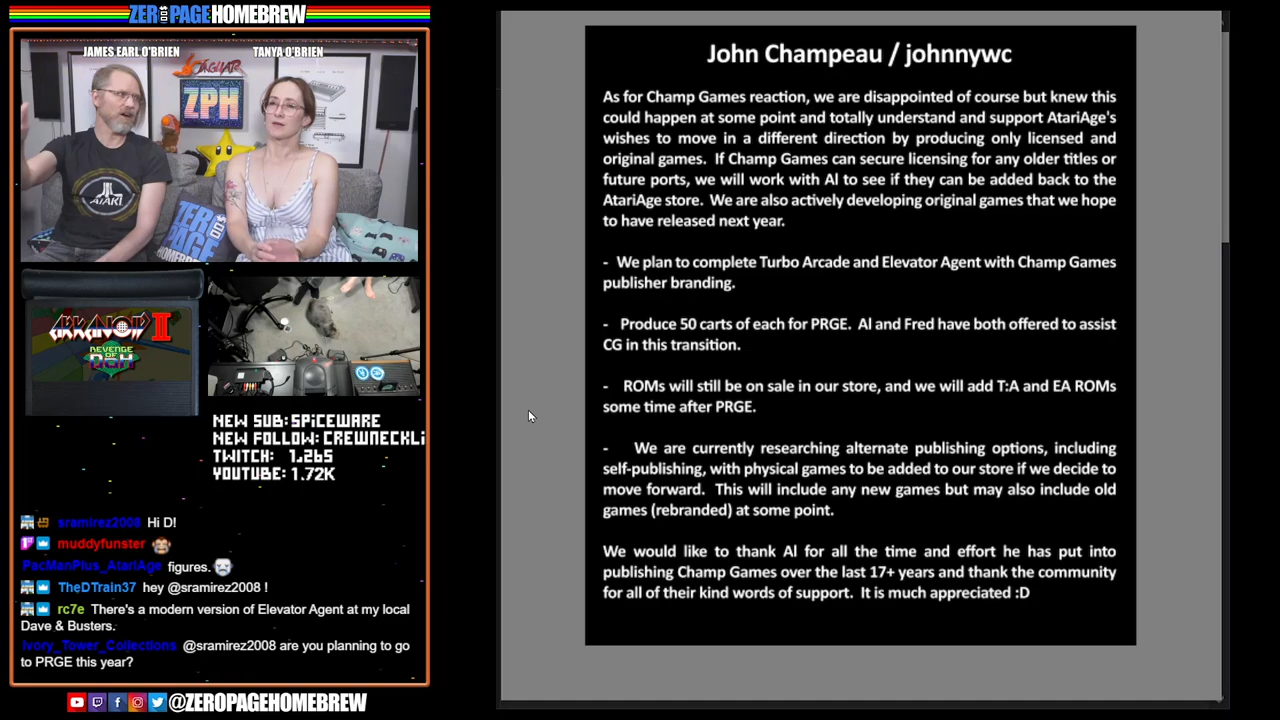 ZER0 PAGE HOMEBREW
JAMES EARL O'BRIEN
TANYA O'BRIEN
JAGUAR
ZPH
ATARI
ZERO
PAGE
HOMEBREW
ARKANOID II
REVENGE OF DOH
NEW SUB: SPICEWARE
NEW FOLLOW: CREWNECKLI
TWITCH: 1,265
YOUTUBE: 1.72K
sramirez2008 Hi D!
muddyfunster
PacManPlus_AtariAge figures.
TheDTrain37 hey @sramirez2008 !
rc7e There's a modern version of Elevator Agent at my local
Dave & Busters.
Ivory_Tower_Collections @sramirez2008 are you planning to go
to PRGE this year?
@ZEROPAGEHOMEBREW
John Champeau / johnnywc
As for Champ Games reaction, we are disappointed of course but knew this
could happen at some point and totally understand and support AtariAge's
wishes to move in a different direction by producing only licensed and
original games. If Champ Games can secure licensing for any older titles or
future ports, we will work with Al to see if they can be added back to the
AtariAge store. We are also actively developing original games that we hope
to have released next year.
- We plan to complete Turbo Arcade and Elevator Agent with Champ Games
publisher branding.
- Produce 50 carts of each for PRGE. Al and Fred have both offered to assist
CG in this transition.
- ROMs will still be on sale in our store, and we will add T:A and EA ROMs
some time after PRGE.
- We are currently researching alternate publishing options, including
self-publishing, with physical games to be added to our store if we decide to
move forward. This will include any new games but may also include old
games (rebranded) at some point.
We would like to thank Al for all the time and effort he has put into
publishing Champ Games over the last 17+ years and thank the community
for all of their kind words of support. It is much appreciated :D